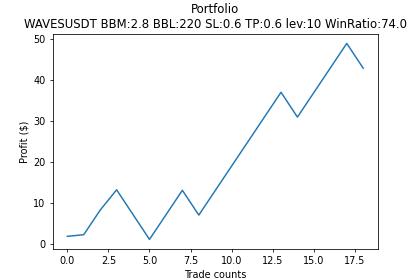 Portfolio
WAVESUSDT BBM:2.8 BBL:220 SL:0.6 TP:0.6 lev:10 WinRatio:74.0
50
40
30
20
10
0
Profit ($)
0.0 2.5 5.0 7.5 10.0 12.5 15.0 17.5
Trade counts